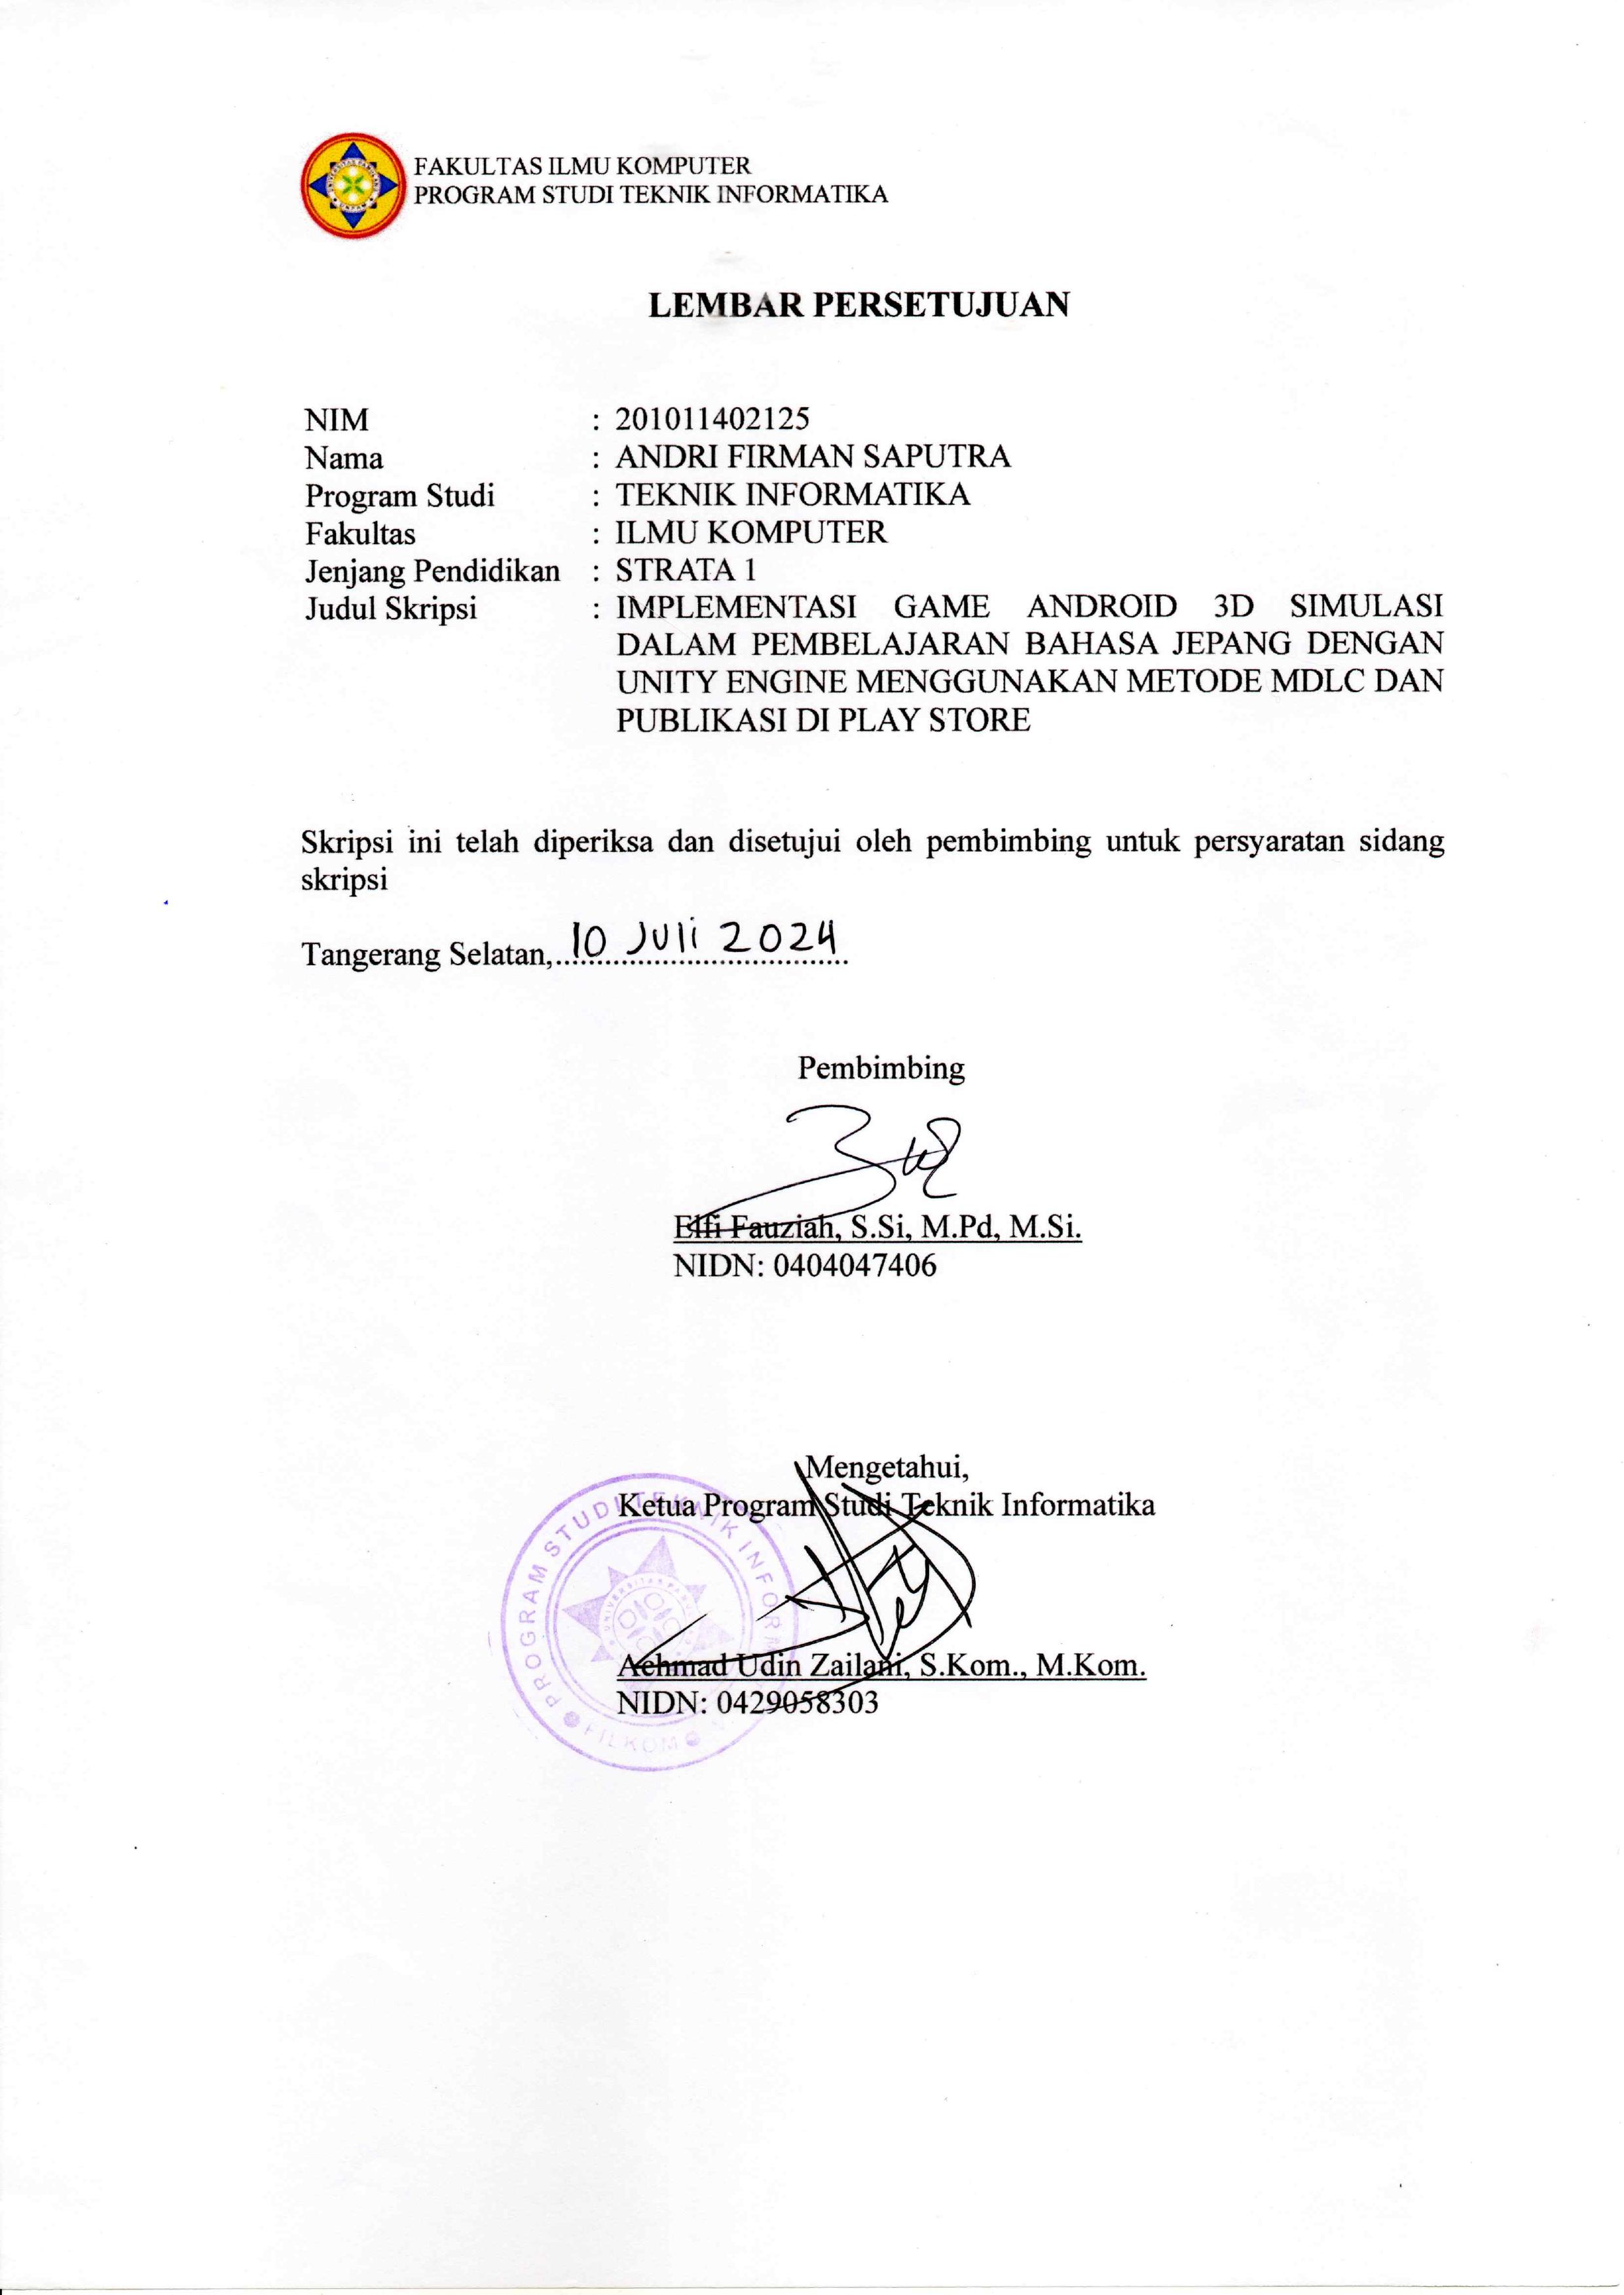 FAKULTAS ILMU KOMPUTER
PROGRAM STUDI TEKNIK INFORMATIKA
LEMBAR PERSETUJUAN
NIM : 201011402125
Nama : ANDRI FIRMAN SAPUTRA
Program Studi : TEKNIK INFORMATIKA
Fakultas : ILMU KOMPUTER
Jenjang Pendidikan : STRATA 1
Judul Skripsi : IMPLEMENTASI GAME ANDROID 3D SIMULASI
DALAM PEMBELAJARAN BAHASA JEPANG DENGAN
UNITY ENGINE MENGGUNAKAN METODE MDLC DAN
PUBLIKASI DI PLAY STORE
Skripsi ini telah diperiksa dan disetujui oleh pembimbing untuk persyaratan sidang
skripsi
Tangerang Selatan, 10 Juli 2024
Pembimbing
Elfi Fauziah, S.Si, M.Pd, M.Si.
NIDN: 0404047406
Mengetahui,
Ketua Program Studi Teknik Informatika
PROGRAM STUDI TEKNIK INFORM
FILKOM
Achmad Udin Zailani, S.Kom., M.Kom.
NIDN: 0429058303